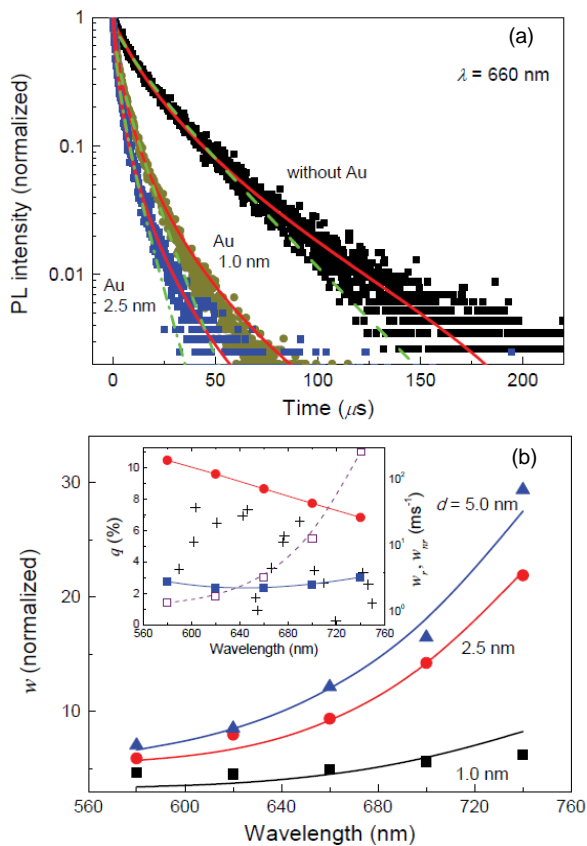 (a)
λ = 660 nm
without Au
Au
1.0 nm
Au
2.5 nm
PL intensity (normalized)
1
0.1
0.01
0 50 100 150 200
Time (μs)
(b)
d = 5.0 nm
2.5 nm
1.0 nm
w (normalized)
30
20
10
560 600 640 680 720 760
Wavelength (nm)
q (%)
10
8
6
4
2
0
560 600 640 680 720 760
Wavelength (nm)
10²
10¹
10⁰
wr, wnr (ms⁻¹)